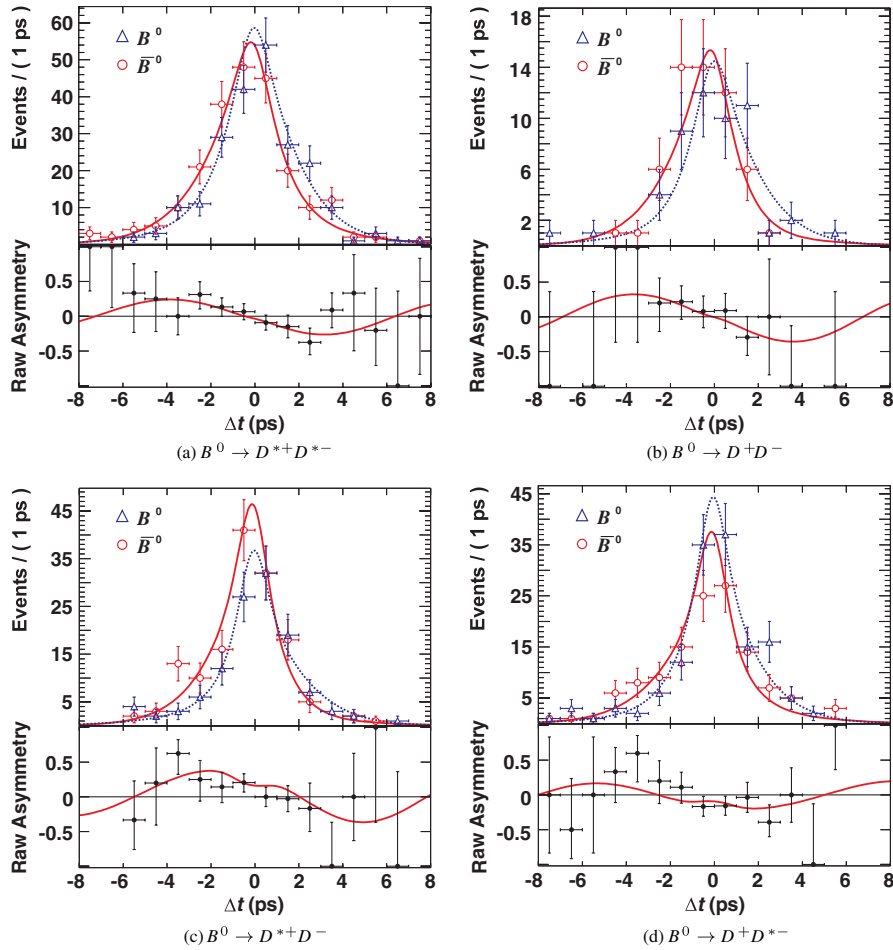 Events / ( 1 ps )
60
50
40
30
20
10
B⁰
B̅⁰
Raw Asymmetry
0.5
0
-0.5
-8 -6 -4 -2 0 2 4 6 8
Δt (ps)
(a) B⁰ → D*⁺D*⁻
Events / ( 1 ps )
18
14
10
6
2
B⁰
B̅⁰
Raw Asymmetry
0.5
0
-0.5
-8 -6 -4 -2 0 2 4 6 8
Δt (ps)
(b) B⁰ → D⁺D⁻
Events / ( 1 ps )
45
35
25
15
5
B⁰
B̅⁰
Raw Asymmetry
0.5
0
-0.5
-8 -6 -4 -2 0 2 4 6 8
Δt (ps)
(c) B⁰ → D*⁺D⁻
Events / ( 1 ps )
45
35
25
15
5
B⁰
B̅⁰
Raw Asymmetry
0.5
0
-0.5
-8 -6 -4 -2 0 2 4 6 8
Δt (ps)
(d) B⁰ → D⁺D*⁻